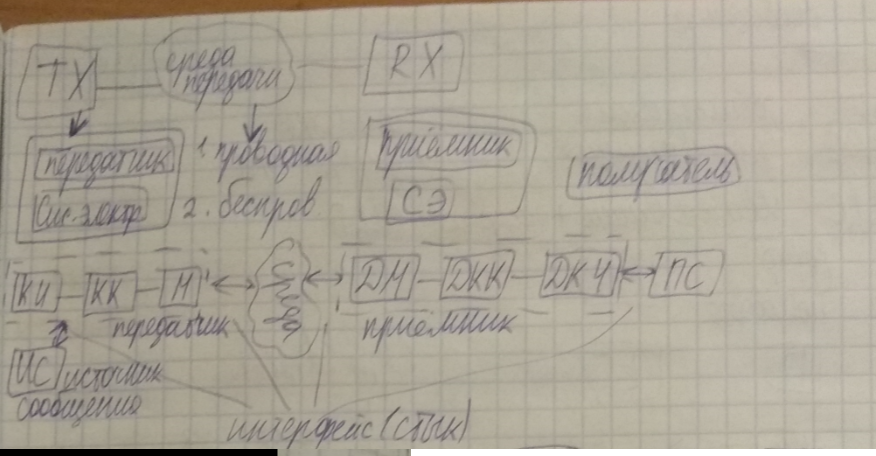 TX
среда
передачи
RX
передатчик
1. проводная
приёмник
получатель
Сис. электр
2. беспров
СЭ
КИ
КК
М
среда
ДМ
ДКК
ДКИ
ПС
передатчик
приёмник
ИС источник
сообщения
интерфейс (стык)